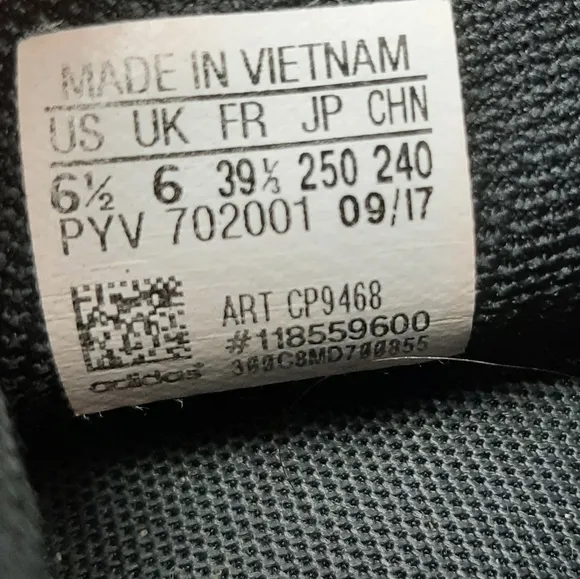 MADE IN VIETNAM
US UK FR JP CHN
6½ 6 39⅓ 250 240
PYV 702001 09/17
ART CP9468
#118559600
300C8MD700855
adidas